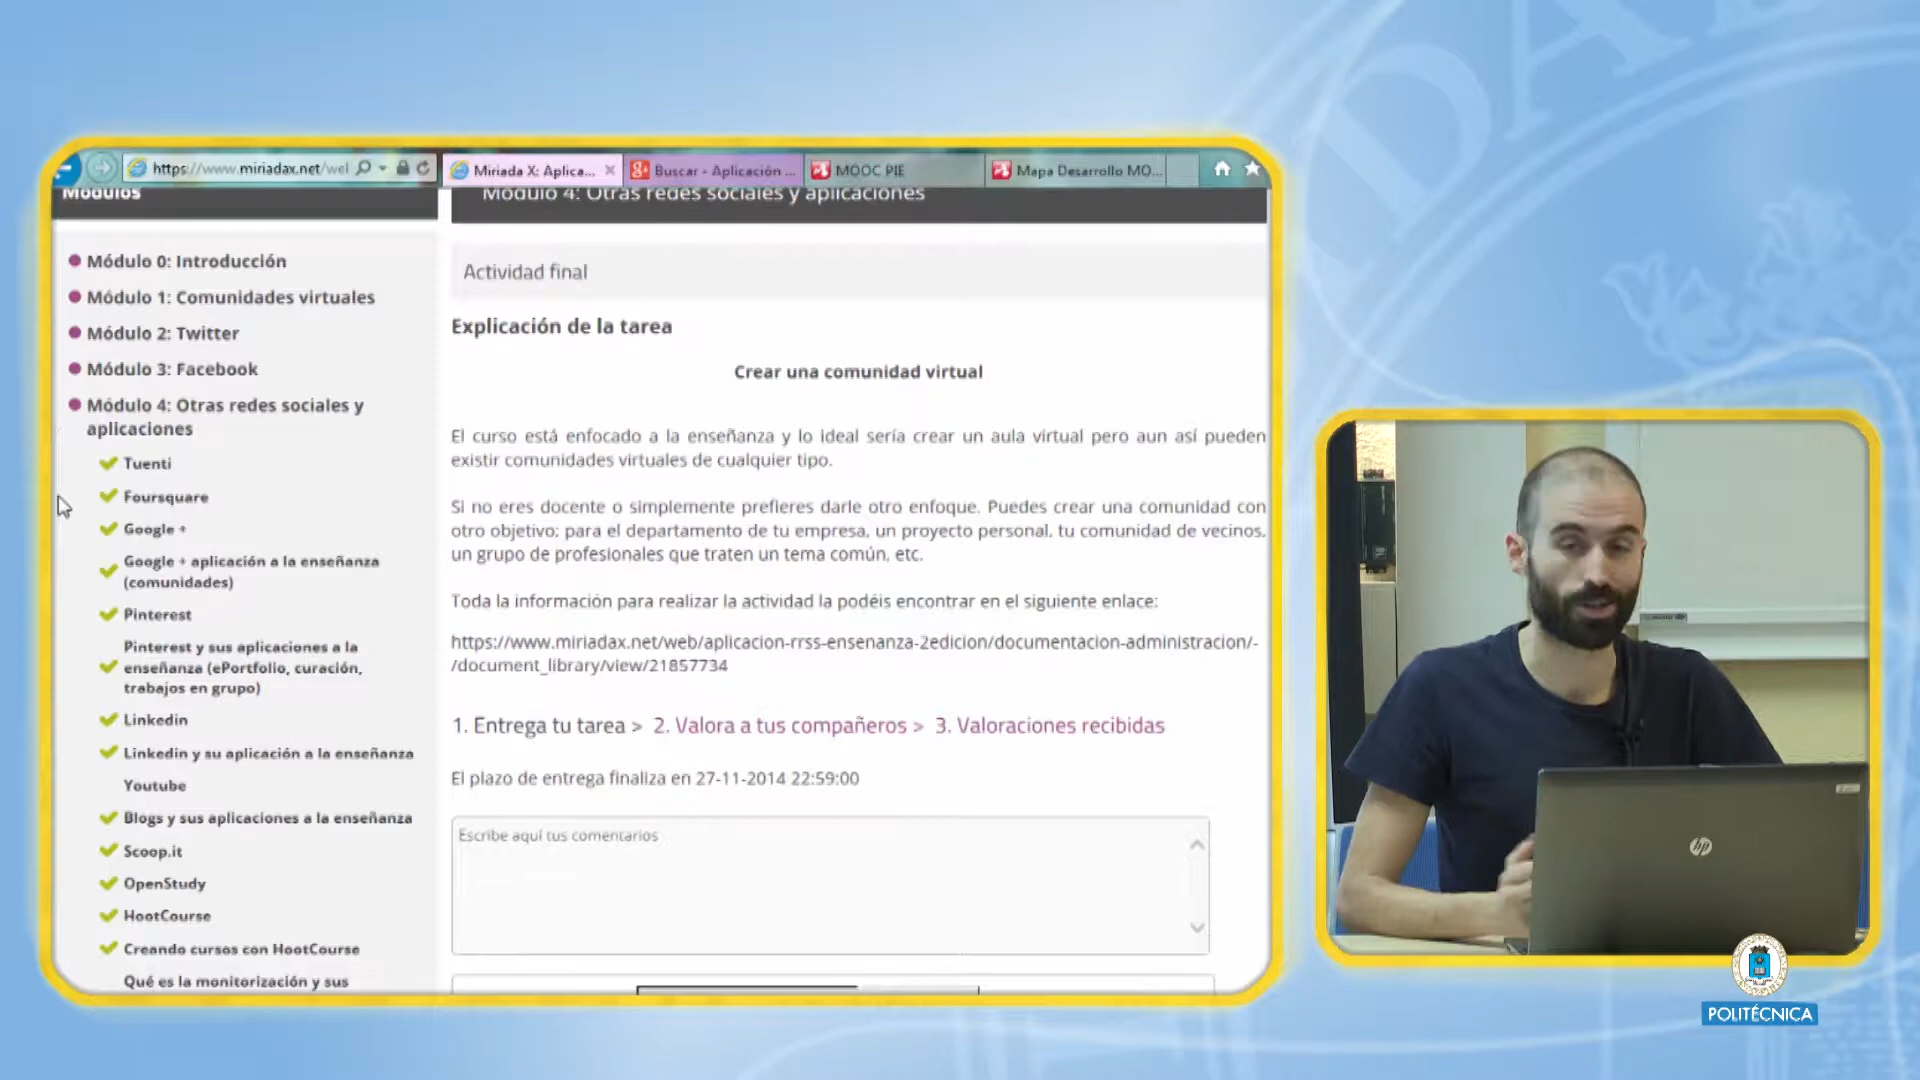 https://www.miriadax.net/wel
Miriada X: Aplica...
Buscar - Aplicación ...
MOOC PIE
Mapa Desarrollo MO...
Módulos
Módulo 4: Otras redes sociales y aplicaciones
Módulo 0: Introducción
Módulo 1: Comunidades virtuales
Módulo 2: Twitter
Módulo 3: Facebook
Módulo 4: Otras redes sociales y
aplicaciones
Tuenti
Foursquare
Google +
Google + aplicación a la enseñanza
(comunidades)
Pinterest
Pinterest y sus aplicaciones a la
enseñanza (ePortfolio, curación,
trabajos en grupo)
Linkedin
Linkedin y su aplicación a la enseñanza
Youtube
Blogs y sus aplicaciones a la enseñanza
Scoop.it
OpenStudy
HootCourse
Creando cursos con HootCourse
Qué es la monitorización y sus
Actividad final
Explicación de la tarea
Crear una comunidad virtual
El curso está enfocado a la enseñanza y lo ideal sería crear un aula virtual pero aun así pueden
existir comunidades virtuales de cualquier tipo.
Si no eres docente o simplemente prefieres darle otro enfoque. Puedes crear una comunidad con
otro objetivo: para el departamento de tu empresa, un proyecto personal, tu comunidad de vecinos,
un grupo de profesionales que traten un tema común, etc.
Toda la información para realizar la actividad la podéis encontrar en el siguiente enlace:
https://www.miriadax.net/web/aplicacion-rrss-ensenanza-2edicion/documentacion-administracion/-
/document_library/view/21857734
1. Entrega tu tarea > 2. Valora a tus compañeros > 3. Valoraciones recibidas
El plazo de entrega finaliza en 27-11-2014 22:59:00
Escribe aquí tus comentarios
hp
POLITÉCNICA